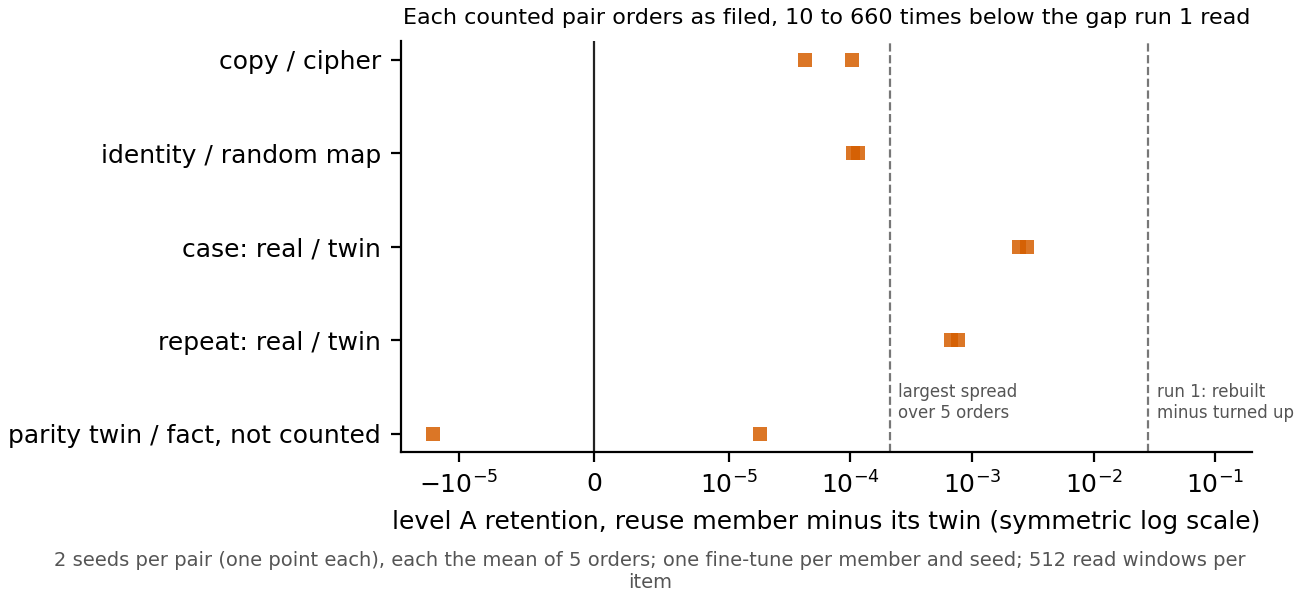 Each counted pair orders as filed, 10 to 660 times below the gap run 1 read
copy / cipher
identity / random map
case: real / twin
repeat: real / twin
parity twin / fact, not counted
largest spread
over 5 orders
run 1: rebuilt
minus turned up
−10⁻⁵
0
10⁻⁵
10⁻⁴
10⁻³
10⁻²
10⁻¹
level A retention, reuse member minus its twin (symmetric log scale)
2 seeds per pair (one point each), each the mean of 5 orders; one fine-tune per member and seed; 512 read windows per
item